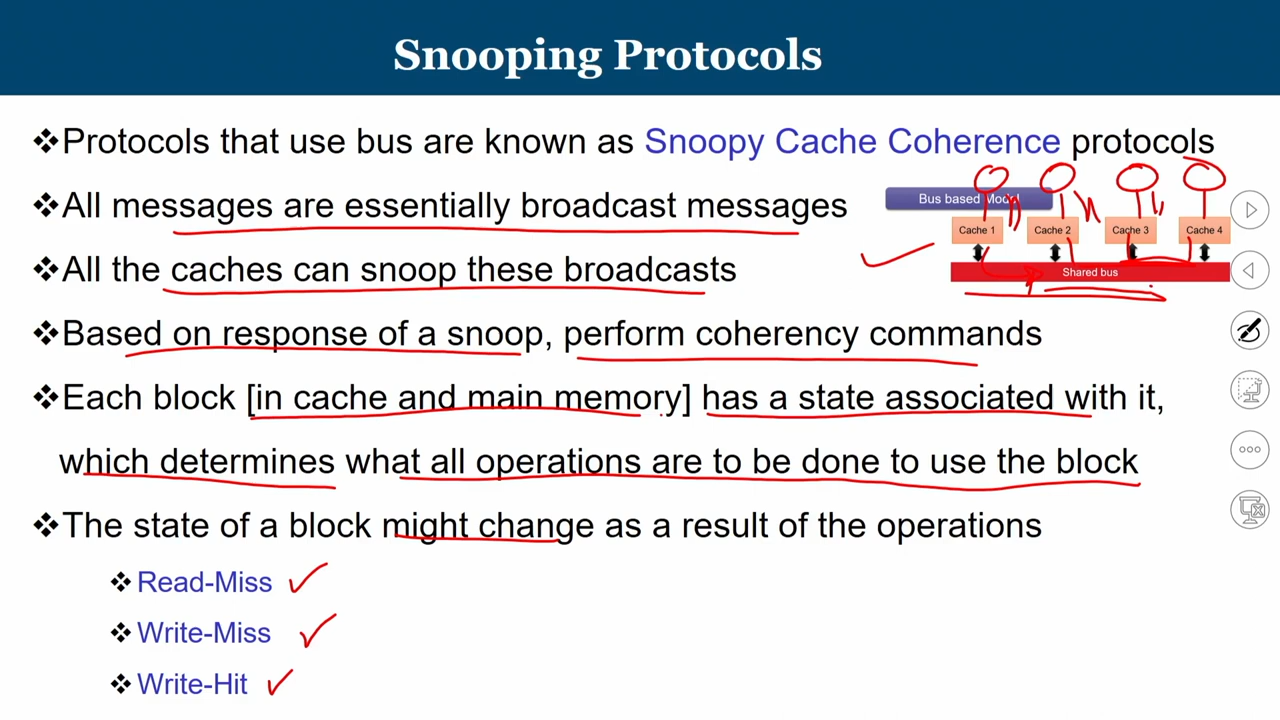 Snooping Protocols
❖Protocols that use bus are known as Snoopy Cache Coherence protocols
❖All messages are essentially broadcast messages
Bus based Model
Cache 1 Cache 2 Cache 3 Cache 4
❖All the caches can snoop these broadcasts
Shared bus
❖Based on response of a snoop, perform coherency commands
❖Each block [in cache and main memory] has a state associated with it,
which determines what all operations are to be done to use the block
❖The state of a block might change as a result of the operations
❖Read-Miss
❖Write-Miss
❖Write-Hit